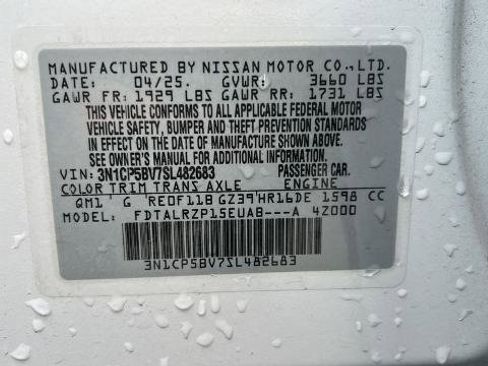 MANUFACTURED BY NISSAN MOTOR CO.,LTD.
DATE: 04/25. GVWR: 3660 LBS
GAWR FR: 1929 LBS GAWR RR: 1731 LBS
THIS VEHICLE CONFORMS TO ALL APPLICABLE FEDERAL MOTOR
VEHICLE SAFETY, BUMPER AND THEFT PREVENTION STANDARDS
IN EFFECT ON THE DATE OF MANUFACTURE SHOWN ABOVE.
SEE OWNER'S MANUAL FOR ADDITIONAL INFORMATION.
VIN: 3N1CP5BV7SL482683 PASSENGER CAR.
COLOR TRIM TRANS AXLE ENGINE
QM1 G RE0F11B GZ39 HR16DE 1598 CC
MODEL: FDTALRZP15EUAB---A 4Z000
3N1CP5BV7SL482683